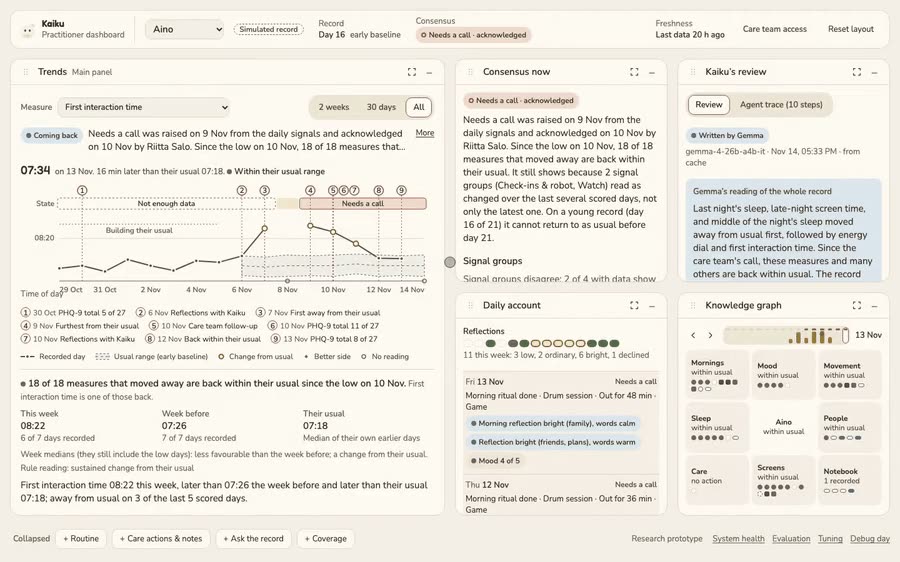 Kaiku
Practitioner dashboard
Aino
Simulated record
Record
Day 16 early baseline
Consensus
Needs a call · acknowledged
Freshness
Last data 20 h ago
Care team access
Reset layout
Trends Main panel
Measure First interaction time
2 weeks 30 days All
Coming back
Needs a call was raised on 9 Nov from the daily signals and acknowledged
on 10 Nov by Riitta Salo. Since the low on 10 Nov, 18 of 18 measures that...
More
07:34 on 13 Nov. 16 min later than their usual 07:18. Within their usual range
1 2 3 4 5 6 7 8 9
State
Not enough data
Needs a call
Building their usual
08:20
Time of day
29 Oct 31 Oct 2 Nov 4 Nov 6 Nov 8 Nov 10 Nov 12 Nov 14 Nov
1 30 Oct PHQ-9 total 5 of 27 2 6 Nov Reflections with Kaiku 3 7 Nov First away from their usual
4 9 Nov Furthest from their usual 5 10 Nov Care team follow-up 6 10 Nov PHQ-9 total 11 of 27
7 10 Nov Reflections with Kaiku 8 12 Nov Back within their usual 9 13 Nov PHQ-9 total 8 of 27
Recorded day Usual range (early baseline) Change from usual Better side No reading
18 of 18 measures that moved away are back within their usual since the low on 10 Nov. First
interaction time is one of those back.
This week
08:22
6 of 7 days recorded
Week before
07:26
7 of 7 days recorded
Their usual
07:18
Median of their own earlier days
Week medians (they still include the low days): less favourable than the week before; a change from their usual.
Rule reading: sustained change from their usual
First interaction time 08:22 this week, later than 07:26 the week before and later than their usual
07:18; away from usual on 3 of the last 5 scored days.
Consensus now
Needs a call · acknowledged
Needs a call was raised on 9 Nov from the
daily signals and acknowledged on 10 Nov by
Riitta Salo. Since the low on 10 Nov, 18 of 18
measures that moved away are back within
their usual. It still shows because 2 signal
groups (Check-ins & robot, Watch) read as
changed over the last several scored days, not
only the latest one. On a young record (day
16 of 21) it cannot return to as usual before
day 21.
Signal groups
Signal groups disagree: 2 of 4 with data show
Kaiku's review
Review Agent trace (10 steps)
Written by Gemma
gemma-4-26b-a4b-it · Nov 14, 05:33 PM · from
cache
Gemma's reading of the whole record
Last night's sleep, late-night screen time,
and middle of the night's sleep moved
away from usual first, followed by energy
dial and first interaction time. Since the
care team's call, these measures and many
others are back within usual. The record
Daily account
Reflections
11 this week: 3 low, 2 ordinary, 6 bright, 1 declined
Fri 13 Nov Needs a call
Morning ritual done · Drum session · Out for 48 min ·
Game
Morning reflection bright (family), words calm
Reflection bright (friends, plans), words warm
Mood 4 of 5
Thu 12 Nov Needs a call
Morning ritual done · Drum session · Out for 36 min ·
Game
Knowledge graph
13 Nov
Mornings
within usual
Mood
within usual
Movement
within usual
Sleep
within usual
Aino
within usual
People
within usual
Care
no action
Screens
within usual
Notebook
1 recorded
Collapsed + Routine + Care actions & notes + Ask the record + Coverage
Research prototype System health Evaluation Tuning Debug day